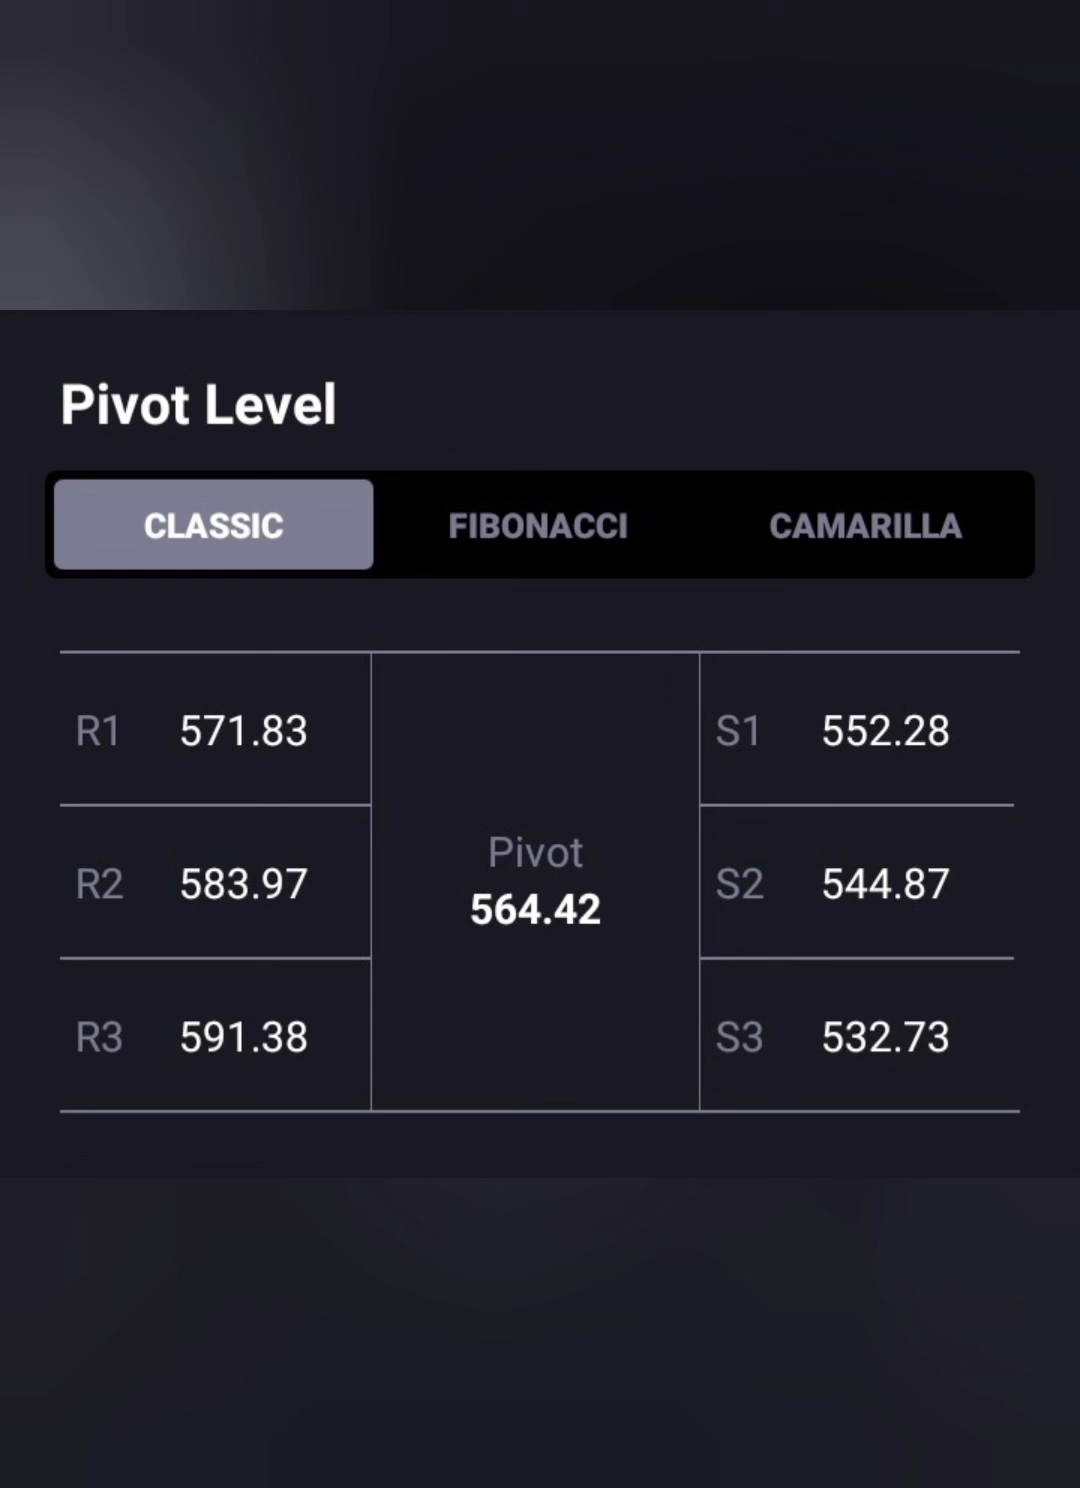 Pivot Level
CLASSIC FIBONACCI CAMARILLA
R1 571.83
R2 583.97
R3 591.38
Pivot
564.42
S1 552.28
S2 544.87
S3 532.73